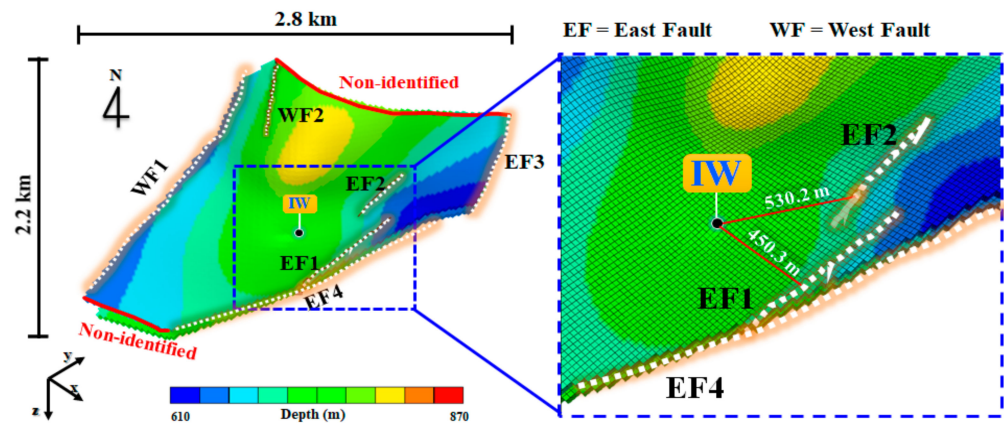 2.8 km
EF = East Fault
WF = West Fault
N
Non-identified
WF2
EF3
WF1
EF2
IW
2.2 km
EF1
EF4
Non-identified
y
x
z
610
Depth (m)
870
EF2
IW
530.2 m
450.3 m
EF1
EF4